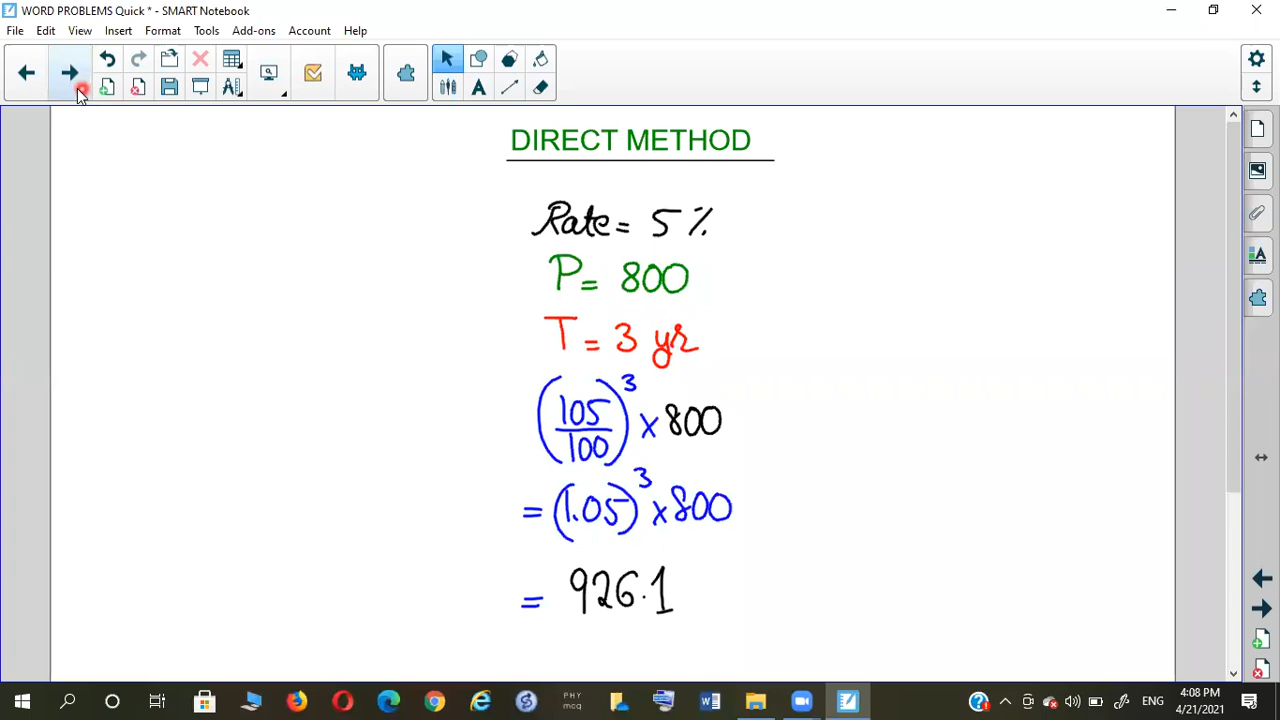 WORD PROBLEMS Quick * - SMART Notebook
File Edit View Insert Format Tools Add-ons Account Help
DIRECT METHOD
Rate = 5 %
P = 800
T = 3 yr
(105/100)³ × 800
= (1.05)³ × 800
= 926.1
PHY
mcq
ENG
4:08 PM
4/21/2021